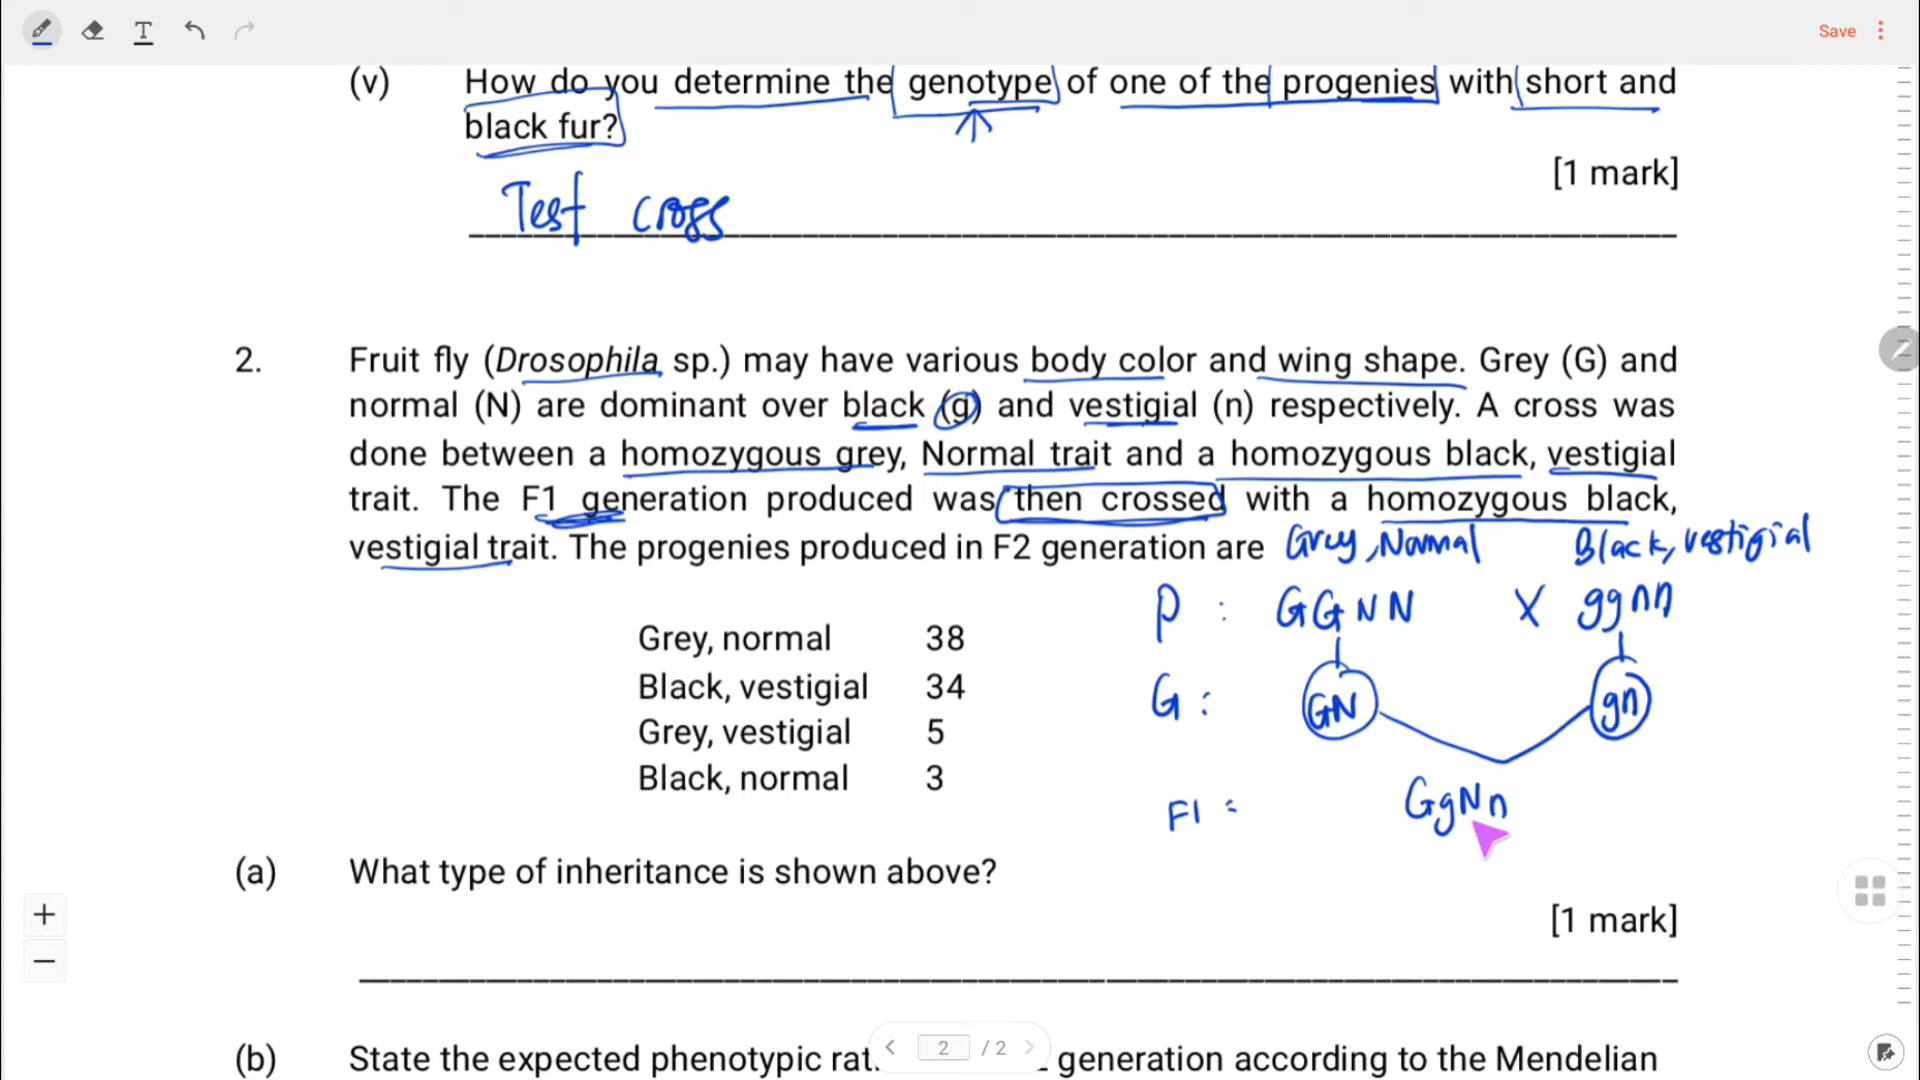 Save
(v) How do you determine the genotype of one of the progenies with short and
black fur?
[1 mark]
Test cross
2. Fruit fly (Drosophila sp.) may have various body color and wing shape. Grey (G) and
normal (N) are dominant over black (g) and vestigial (n) respectively. A cross was
done between a homozygous grey, Normal trait and a homozygous black, vestigial
trait. The F1 generation produced was then crossed with a homozygous black,
vestigial trait. The progenies produced in F2 generation are
Grey, Normal Black, vestigial
P : GGNN X ggnn
Grey, normal 38
Black, vestigial 34
Grey, vestigial 5
Black, normal 3
G : GN gn
F1 = GgNn
(a) What type of inheritance is shown above?
[1 mark]
(b) State the expected phenotypic generation according to the Mendelian
2 / 2